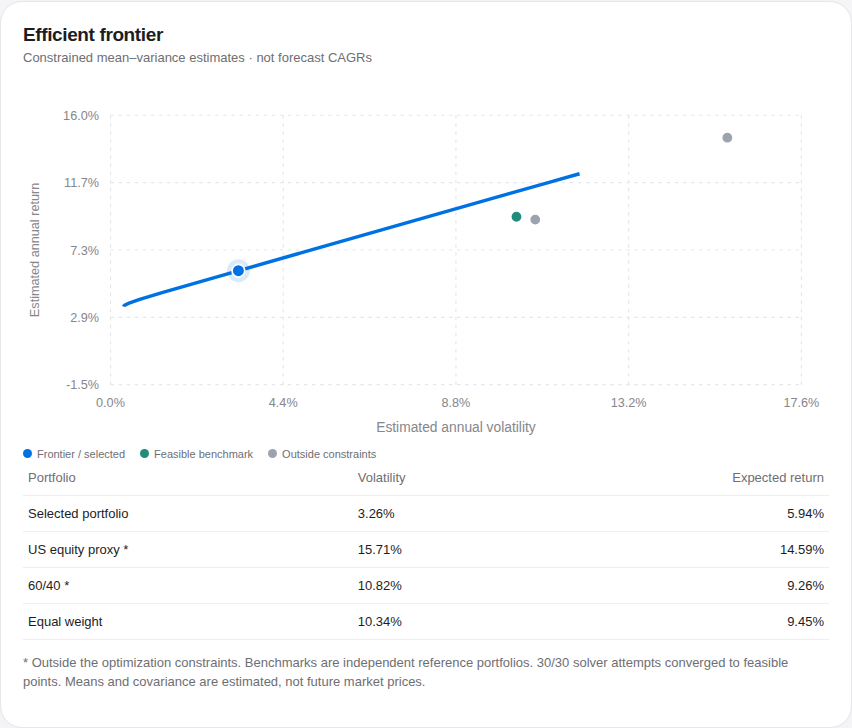 Efficient frontier
Constrained mean–variance estimates · not forecast CAGRs
16.0%
11.7%
7.3%
2.9%
-1.5%
Estimated annual return
0.0% 4.4% 8.8% 13.2% 17.6%
Estimated annual volatility
Frontier / selected Feasible benchmark Outside constraints
Portfolio Volatility Expected return
Selected portfolio 3.26% 5.94%
US equity proxy * 15.71% 14.59%
60/40 * 10.82% 9.26%
Equal weight 10.34% 9.45%
* Outside the optimization constraints. Benchmarks are independent reference portfolios. 30/30 solver attempts converged to feasible
points. Means and covariance are estimated, not future market prices.